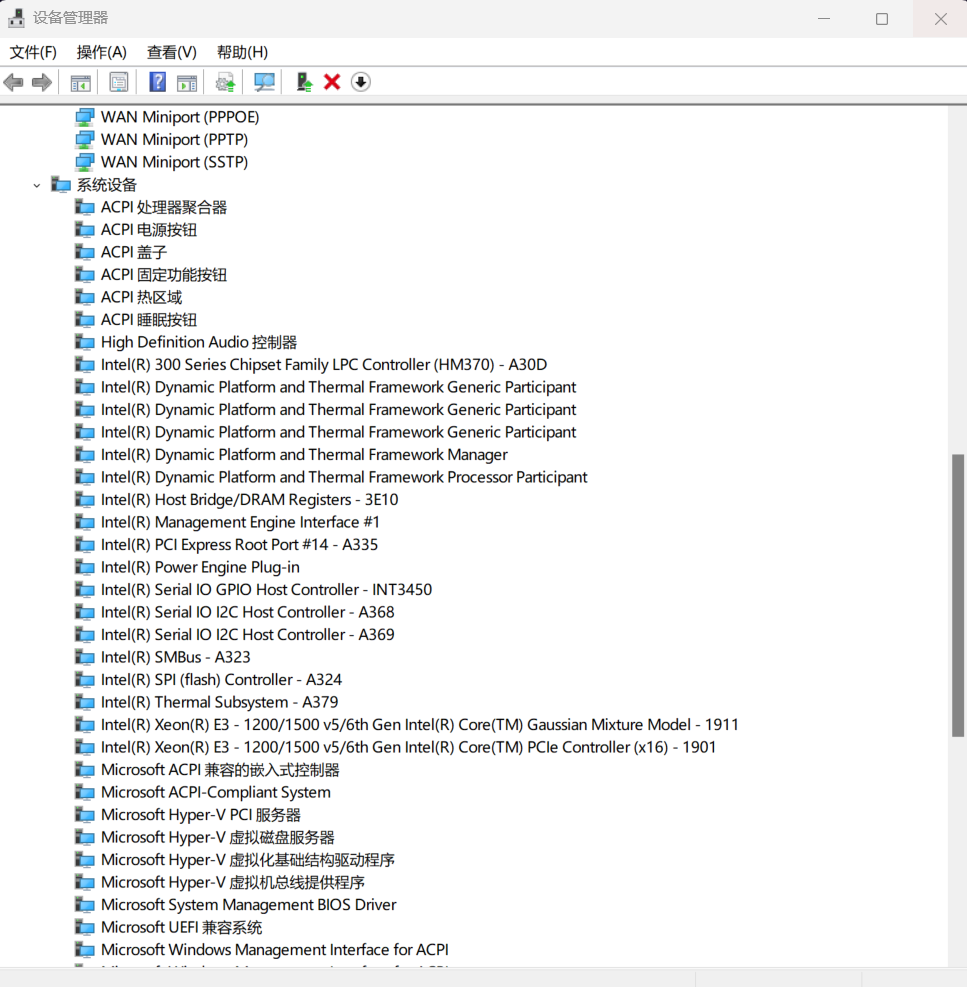 设备管理器
文件(F) 操作(A) 查看(V) 帮助(H)
WAN Miniport (PPPOE)
WAN Miniport (PPTP)
WAN Miniport (SSTP)
系统设备
ACPI 处理器聚合器
ACPI 电源按钮
ACPI 盖子
ACPI 固定功能按钮
ACPI 热区域
ACPI 睡眠按钮
High Definition Audio 控制器
Intel(R) 300 Series Chipset Family LPC Controller (HM370) - A30D
Intel(R) Dynamic Platform and Thermal Framework Generic Participant
Intel(R) Dynamic Platform and Thermal Framework Generic Participant
Intel(R) Dynamic Platform and Thermal Framework Generic Participant
Intel(R) Dynamic Platform and Thermal Framework Manager
Intel(R) Dynamic Platform and Thermal Framework Processor Participant
Intel(R) Host Bridge/DRAM Registers - 3E10
Intel(R) Management Engine Interface #1
Intel(R) PCI Express Root Port #14 - A335
Intel(R) Power Engine Plug-in
Intel(R) Serial IO GPIO Host Controller - INT3450
Intel(R) Serial IO I2C Host Controller - A368
Intel(R) Serial IO I2C Host Controller - A369
Intel(R) SMBus - A323
Intel(R) SPI (flash) Controller - A324
Intel(R) Thermal Subsystem - A379
Intel(R) Xeon(R) E3 - 1200/1500 v5/6th Gen Intel(R) Core(TM) Gaussian Mixture Model - 1911
Intel(R) Xeon(R) E3 - 1200/1500 v5/6th Gen Intel(R) Core(TM) PCIe Controller (x16) - 1901
Microsoft ACPI 兼容的嵌入式控制器
Microsoft ACPI-Compliant System
Microsoft Hyper-V PCI 服务器
Microsoft Hyper-V 虚拟磁盘服务器
Microsoft Hyper-V 虚拟化基础结构驱动程序
Microsoft Hyper-V 虚拟机总线提供程序
Microsoft System Management BIOS Driver
Microsoft UEFI 兼容系统
Microsoft Windows Management Interface for ACPI